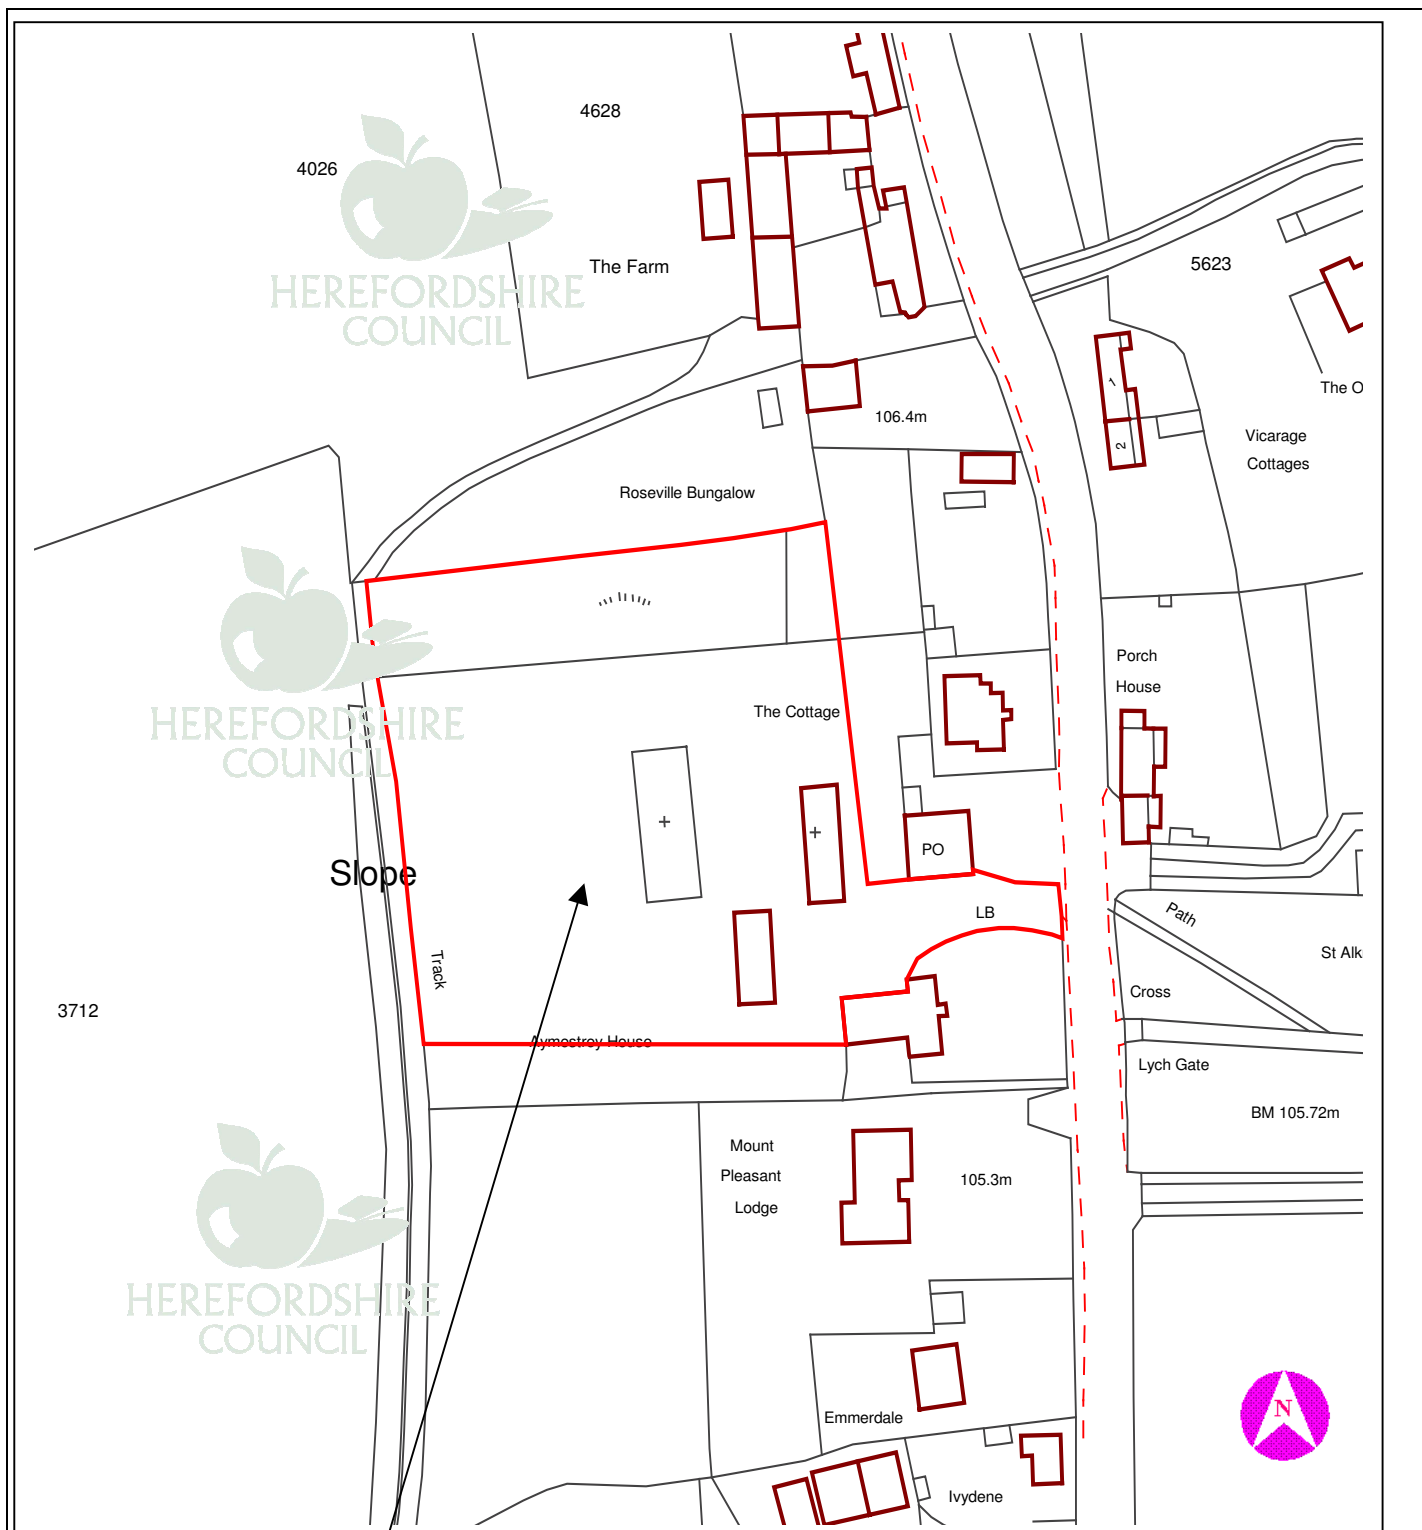 4628
4026
HEREFORDSHIRE
COUNCIL
The Farm
5623
The O
106.4m
1
2
Vicarage
Cottages
Roseville Bungalow
HEREFORDSHIRE
COUNCIL
Porch
House
The Cottage
PO
Slope
LB
Path
St Alk
Track
Cross
3712
Aymestrey House
Lych Gate
BM 105.72m
Mount
Pleasant
Lodge
105.3m
HEREFORDSHIRE
COUNCIL
Emmerdale
N
Ivydene